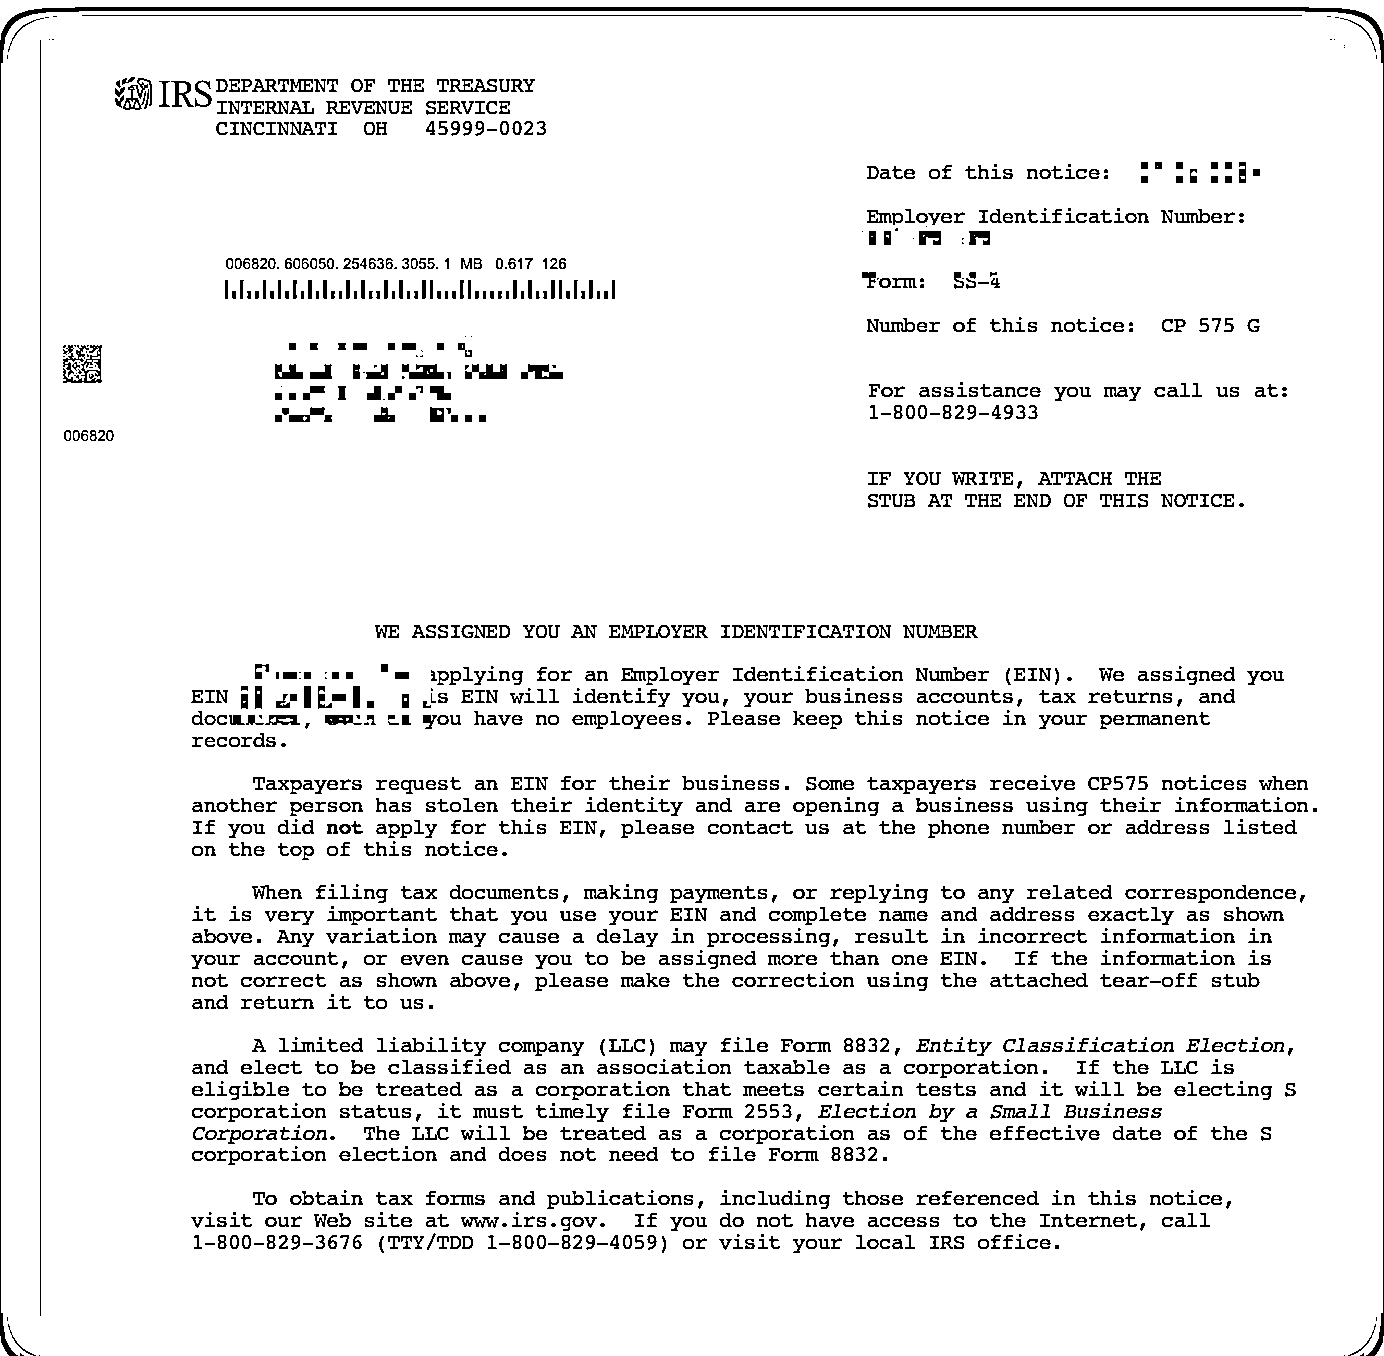 IRS DEPARTMENT OF THE TREASURY
INTERNAL REVENUE SERVICE
CINCINNATI OH 45999-0023
Date of this notice:
Employer Identification Number:
006820.606050.254636.3055.1 MB 0.617 126
Form: SS-4
Number of this notice: CP 575 G
For assistance you may call us at:
1-800-829-4933
006820
IF YOU WRITE, ATTACH THE
STUB AT THE END OF THIS NOTICE.
WE ASSIGNED YOU AN EMPLOYER IDENTIFICATION NUMBER
applying for an Employer Identification Number (EIN). We assigned you
EIN EIN will identify you, your business accounts, tax returns, and
you have no employees. Please keep this notice in your permanent
records.
Taxpayers request an EIN for their business. Some taxpayers receive CP575 notices when
another person has stolen their identity and are opening a business using their information.
If you did not apply for this EIN, please contact us at the phone number or address listed
on the top of this notice.
When filing tax documents, making payments, or replying to any related correspondence,
it is very important that you use your EIN and complete name and address exactly as shown
above. Any variation may cause a delay in processing, result in incorrect information in
your account, or even cause you to be assigned more than one EIN. If the information is
not correct as shown above, please make the correction using the attached tear-off stub
and return it to us.
A limited liability company (LLC) may file Form 8832, Entity Classification Election,
and elect to be classified as an association taxable as a corporation. If the LLC is
eligible to be treated as a corporation that meets certain tests and it will be electing S
corporation status, it must timely file Form 2553, Election by a Small Business
Corporation. The LLC will be treated as a corporation as of the effective date of the S
corporation election and does not need to file Form 8832.
To obtain tax forms and publications, including those referenced in this notice,
visit our Web site at www.irs.gov. If you do not have access to the Internet, call
1-800-829-3676 (TTY/TDD 1-800-829-4059) or visit your local IRS office.